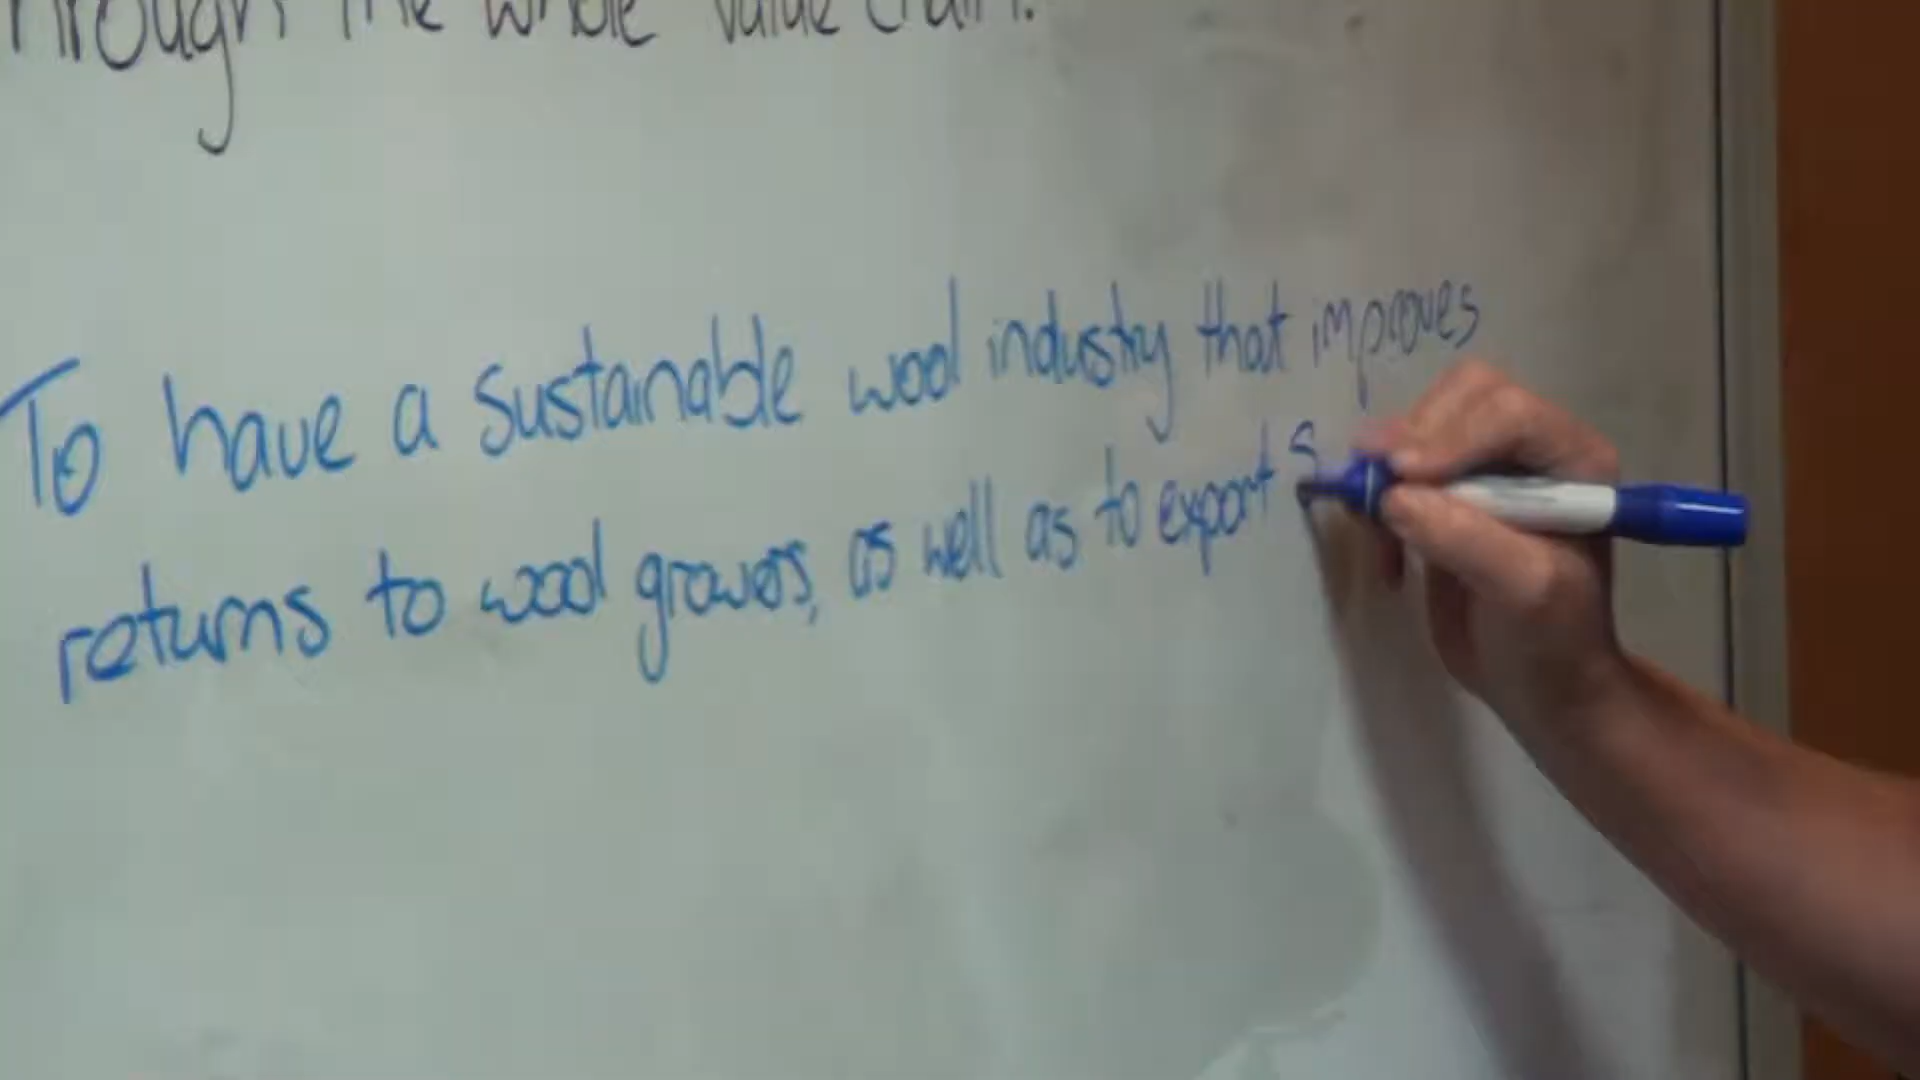 through the whole value chain.
To have a sustainable wool industry that improves
returns to wool growers, as well as to export s